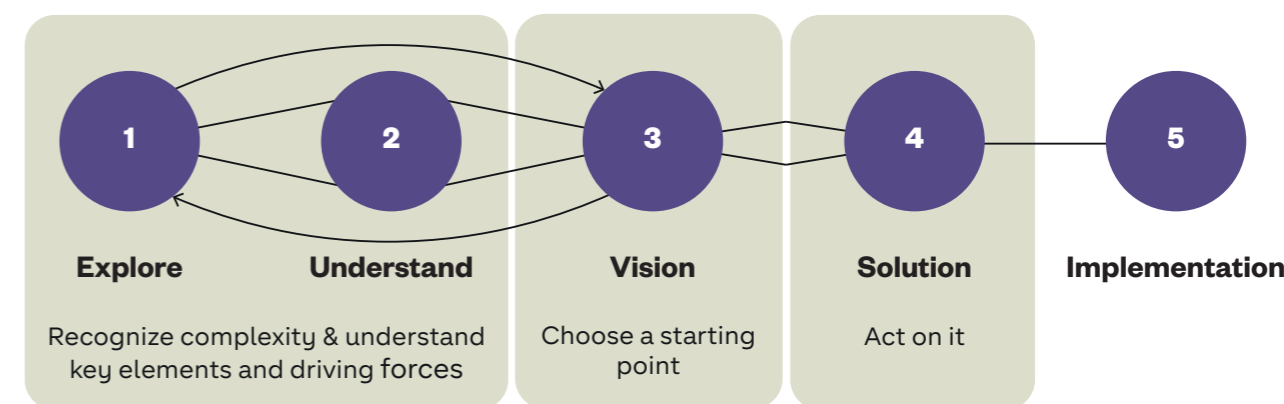 1
2
3
4
5
Explore
Understand
Vision
Solution
Implementation
Recognize complexity & understand
key elements and driving forces
Choose a starting
point
Act on it